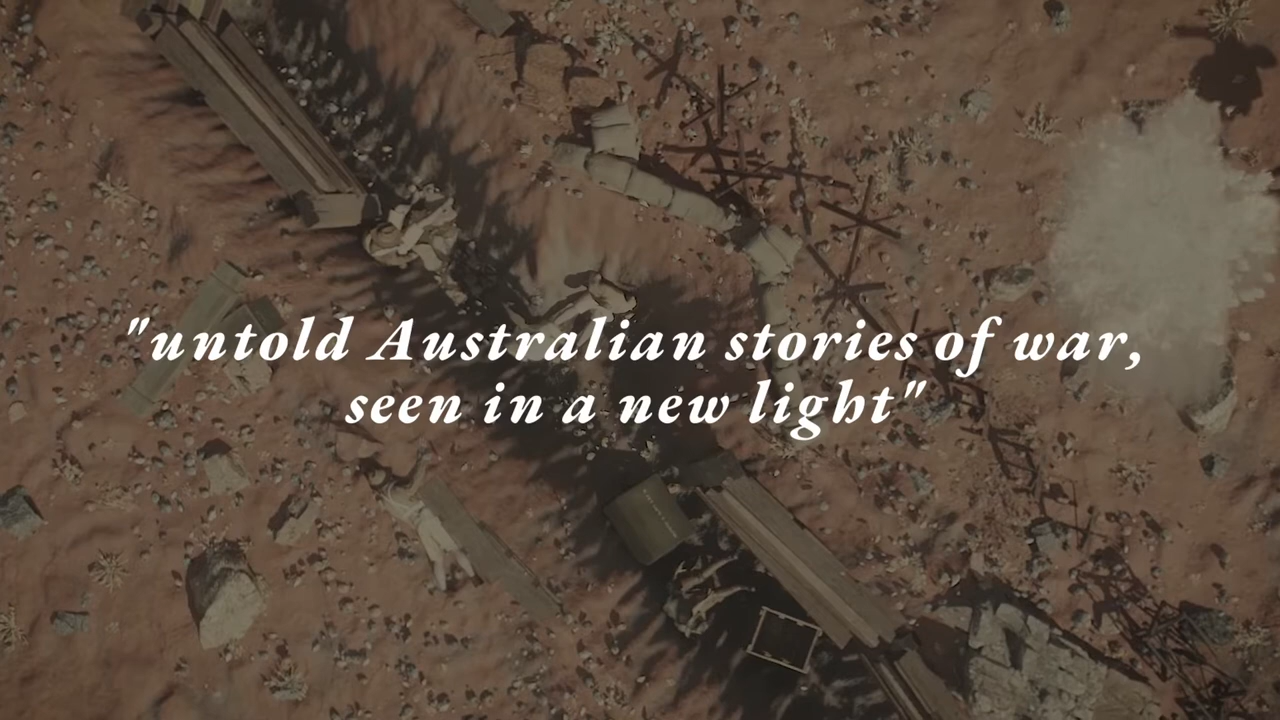 "untold Australian stories of war,
seen in a new light"